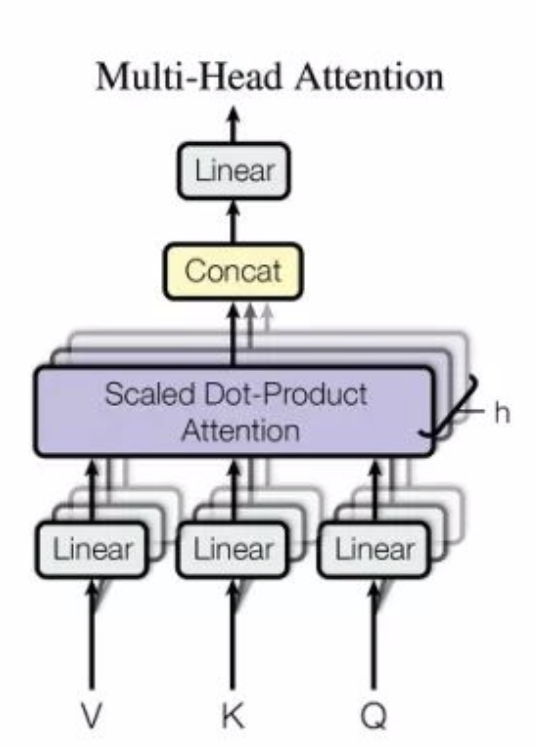 Multi-Head Attention
Linear
Concat
Scaled Dot-Product
Attention
h
Linear
Linear
Linear
V
K
Q